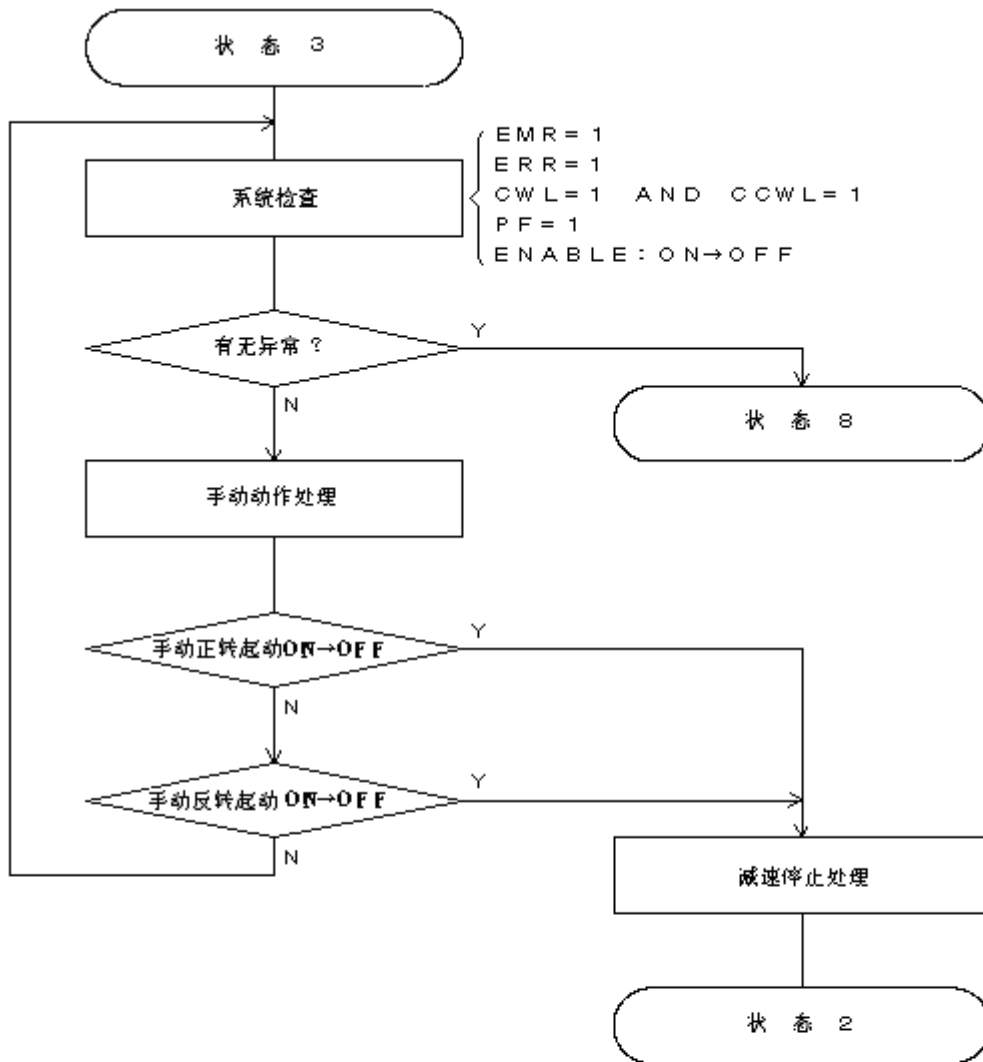 状 态 3
EMR=1
ERR=1
系统检查
CWL=1 AND CCWL=1
PF=1
ENABLE:ON→OFF
有无异常?
Y
N
状 态 8
手动动作处理
手动正转起动ON→OFF
Y
N
手动反转起动ON→OFF
Y
N
减速停止处理
状 态 2